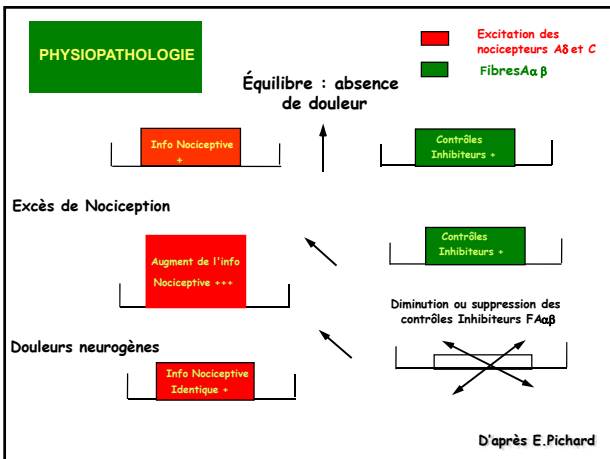 PHYSIOPATHOLOGIE
Excitation des
nocicepteurs Aδ et C
FibresAα β
Équilibre : absence
de douleur
Info Nociceptive
+
Contrôles
Inhibiteurs +
Excès de Nociception
Augment de l'info
Nociceptive +++
Contrôles
Inhibiteurs +
Diminution ou suppression des
contrôles Inhibiteurs FAαβ
Douleurs neurogènes
Info Nociceptive
Identique +
D'après E.Pichard